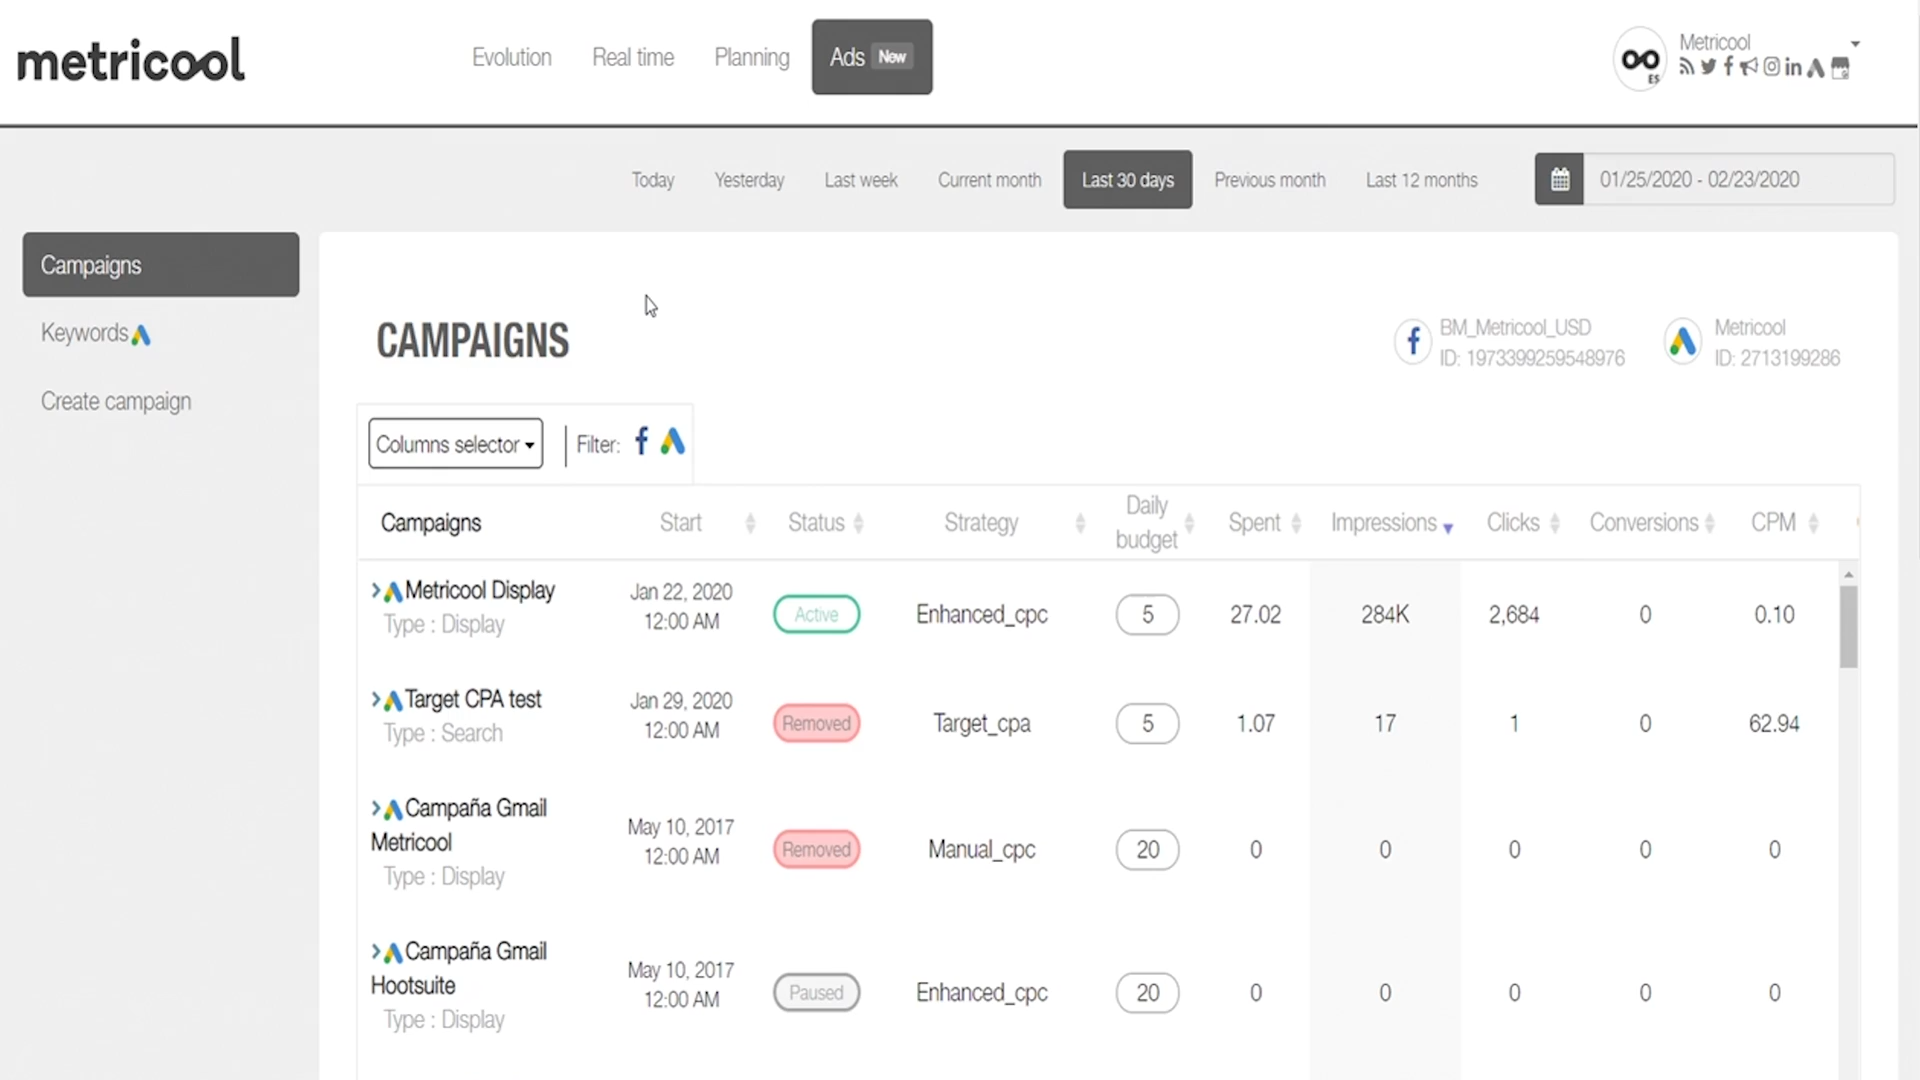 metricool
Evolution
Real time
Planning
Ads New
ES
Metricool
Today
Yesterday
Last week
Current month
Last 30 days
Previous month
Last 12 months
01/25/2020 - 02/23/2020
Campaigns
Keywords
Create campaign
CAMPAIGNS
BM_Metricool_USD
ID: 1973399259548976
Metricool
ID: 2713199286
Columns selector
Filter:
Campaigns Start Status Strategy Daily budget Spent Impressions Clicks Conversions CPM
Metricool Display
Type : Display
Jan 22, 2020
12:00 AM
Active Enhanced_cpc 5 27.02 284K 2,684 0 0.10
Target CPA test
Type : Search
Jan 29, 2020
12:00 AM
Removed Target_cpa 5 1.07 17 1 0 62.94
Campaña Gmail
Metricool
Type : Display
May 10, 2017
12:00 AM
Removed Manual_cpc 20 0 0 0 0 0
Campaña Gmail
Hootsuite
Type : Display
May 10, 2017
12:00 AM
Paused Enhanced_cpc 20 0 0 0 0 0